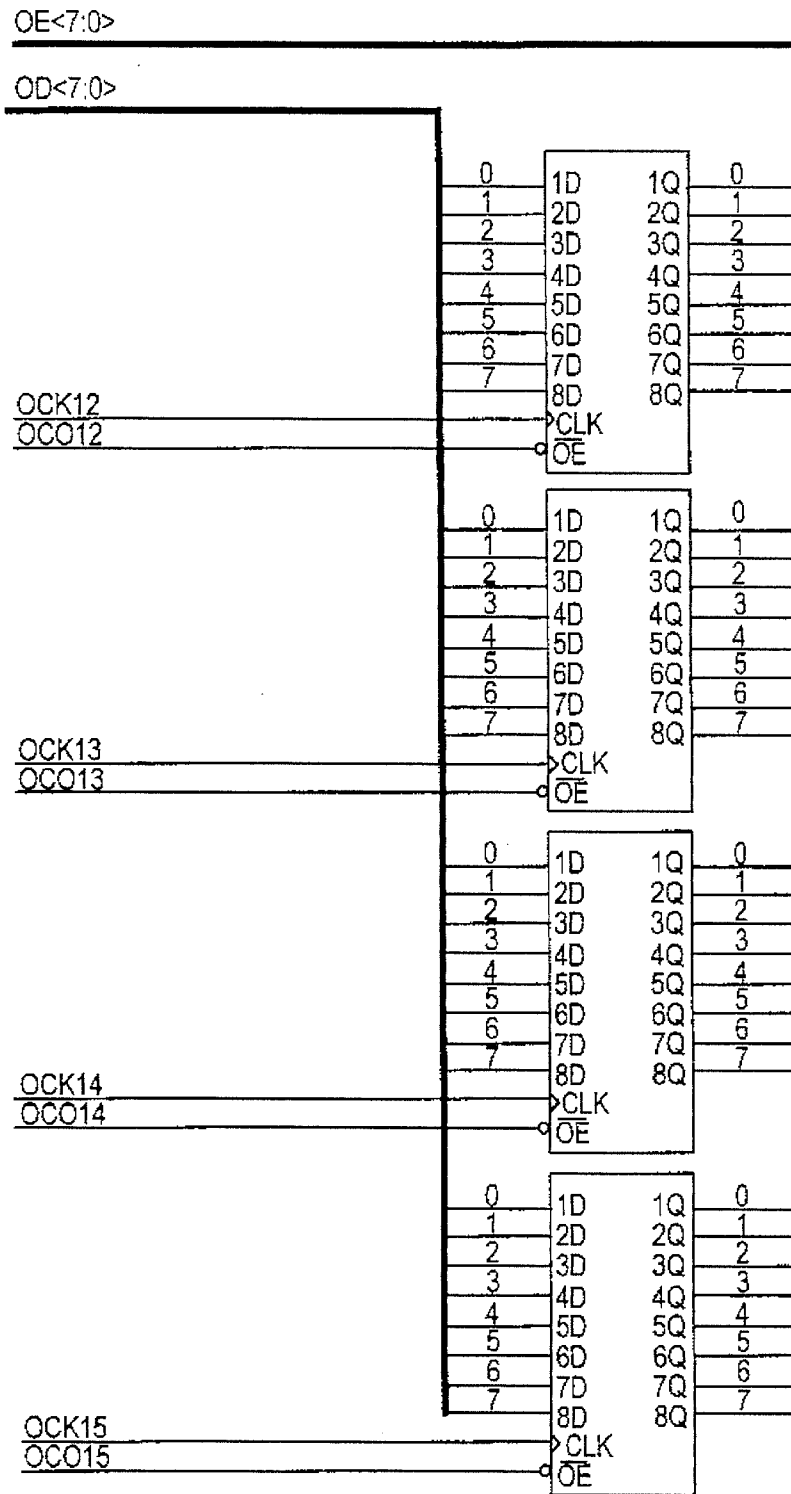 OE<7:0>
OD<7:0>
0 1D 1Q 0
1 2D 2Q 1
2 3D 3Q 2
3 4D 4Q 3
4 5D 5Q 4
5 6D 6Q 5
6 7D 7Q 6
7 8D 8Q 7
OCK12 CLK
OCO12 OE
0 1D 1Q 0
1 2D 2Q 1
2 3D 3Q 2
3 4D 4Q 3
4 5D 5Q 4
5 6D 6Q 5
6 7D 7Q 6
7 8D 8Q 7
OCK13 CLK
OCO13 OE
0 1D 1Q 0
1 2D 2Q 1
2 3D 3Q 2
3 4D 4Q 3
4 5D 5Q 4
5 6D 6Q 5
6 7D 7Q 6
7 8D 8Q 7
OCK14 CLK
OCO14 OE
0 1D 1Q 0
1 2D 2Q 1
2 3D 3Q 2
3 4D 4Q 3
4 5D 5Q 4
5 6D 6Q 5
6 7D 7Q 6
7 8D 8Q 7
OCK15 CLK
OCO15 OE